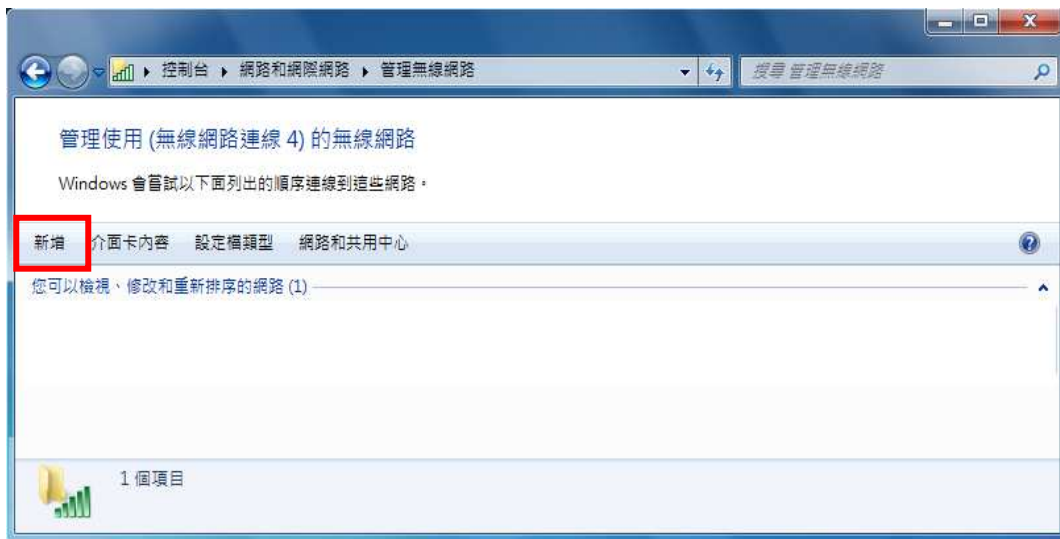 控制台 ▸ 網路和網際網路 ▸ 管理無線網路
搜尋 管理無線網路
管理使用 (無線網路連線 4) 的無線網路
Windows 會嘗試以下面列出的順序連線到這些網路。
新增 介面卡內容 設定檔類型 網路和共用中心
您可以檢視、修改和重新排序的網路 (1)
1 個項目